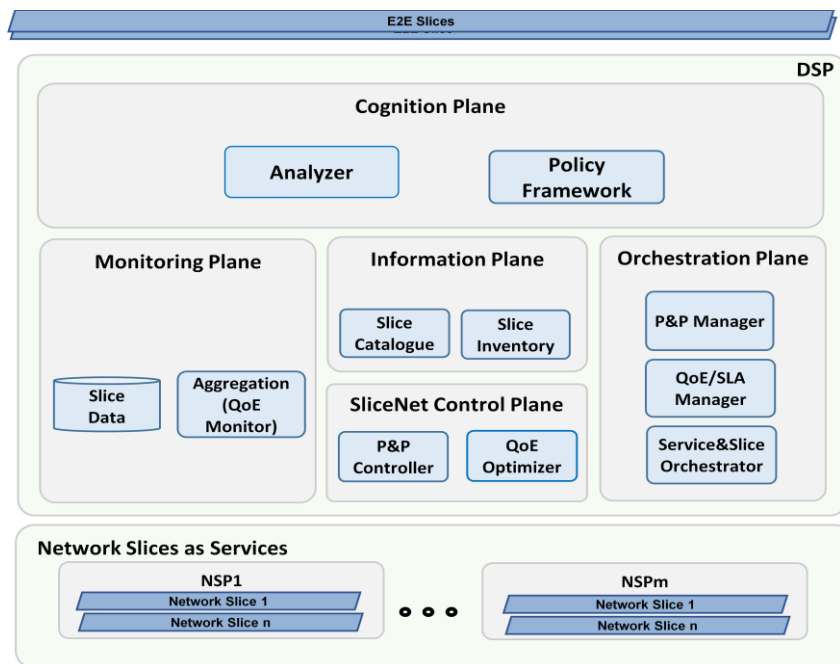 E2E Slices
DSP
Cognition Plane
Analyzer
Policy
Framework
Monitoring Plane
Slice
Data
Aggregation
(QoE
Monitor)
Information Plane
Slice
Catalogue
Slice
Inventory
SliceNet Control Plane
P&P
Controller
QoE
Optimizer
Orchestration Plane
P&P Manager
QoE/SLA
Manager
Service&Slice
Orchestrator
Network Slices as Services
NSP1
Network Slice 1
Network Slice n
NSPm
Network Slice 1
Network Slice n